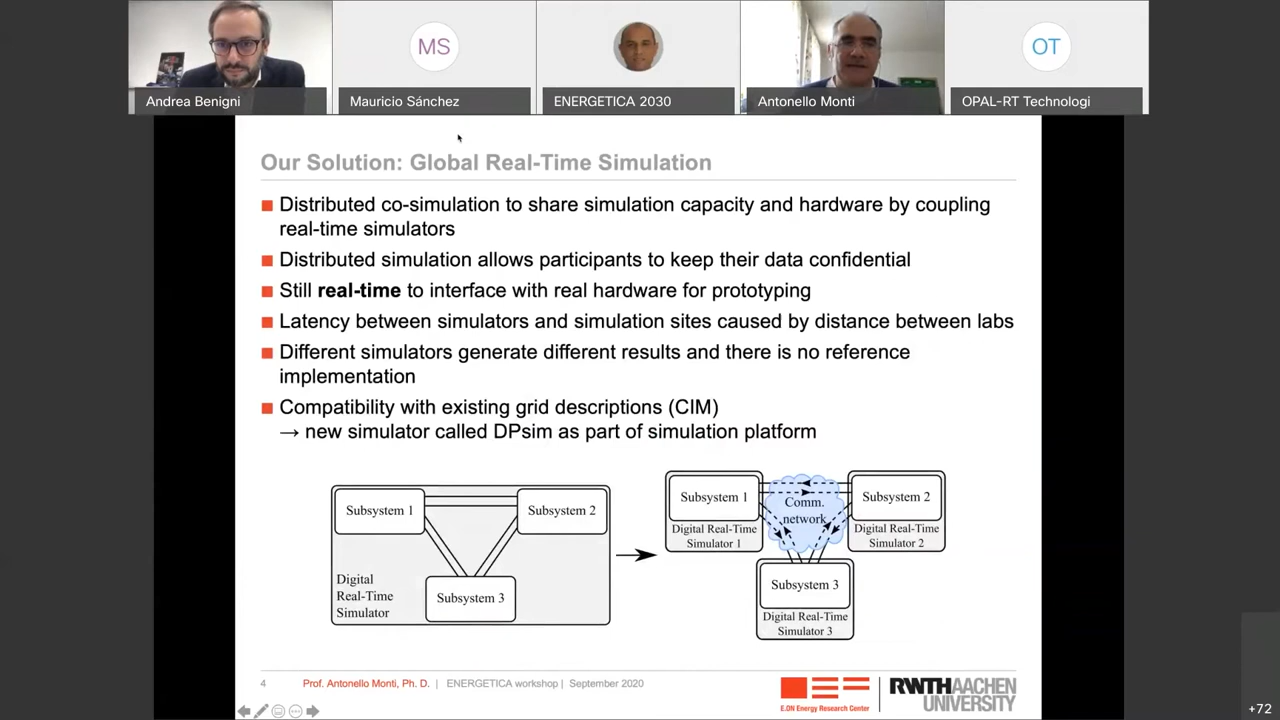 MS
OT
Andrea Benigni
Mauricio Sánchez
ENERGETICA 2030
Antonello Monti
OPAL-RT Technologi
Our Solution: Global Real-Time Simulation
Distributed co-simulation to share simulation capacity and hardware by coupling
real-time simulators
Distributed simulation allows participants to keep their data confidential
Still real-time to interface with real hardware for prototyping
Latency between simulators and simulation sites caused by distance between labs
Different simulators generate different results and there is no reference
implementation
Compatibility with existing grid descriptions (CIM)
→ new simulator called DPsim as part of simulation platform
Subsystem 1
Subsystem 2
Subsystem 3
Digital
Real-Time
Simulator
Subsystem 1
Digital Real-Time
Simulator 1
Comm.
network
Subsystem 2
Digital Real-Time
Simulator 2
Subsystem 3
Digital Real-Time
Simulator 3
4
Prof. Antonello Monti, Ph. D. | ENERGETICA workshop | September 2020
E.ON Energy Research Center
RWTHAACHEN
UNIVERSITY
+72